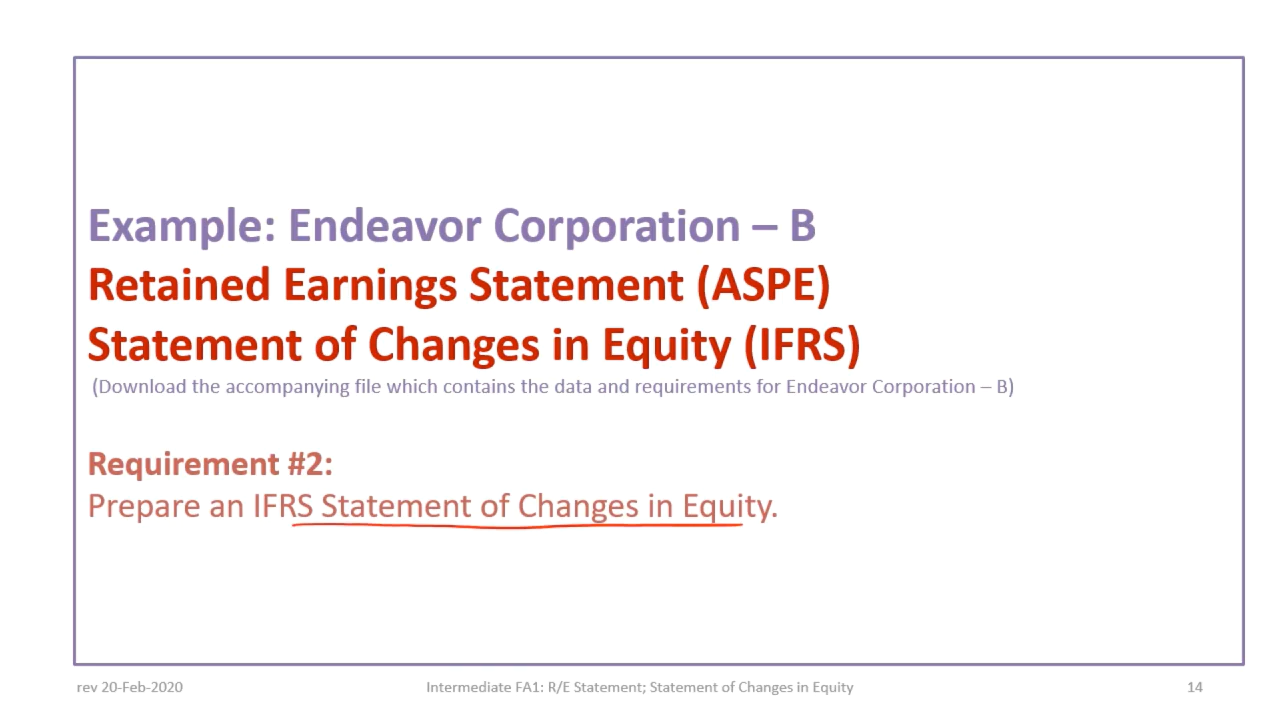 Example: Endeavor Corporation – B
Retained Earnings Statement (ASPE)
Statement of Changes in Equity (IFRS)
(Download the accompanying file which contains the data and requirements for Endeavor Corporation – B)
Requirement #2:
Prepare an IFRS Statement of Changes in Equity.
rev 20-Feb-2020
Intermediate FA1: R/E Statement; Statement of Changes in Equity
14